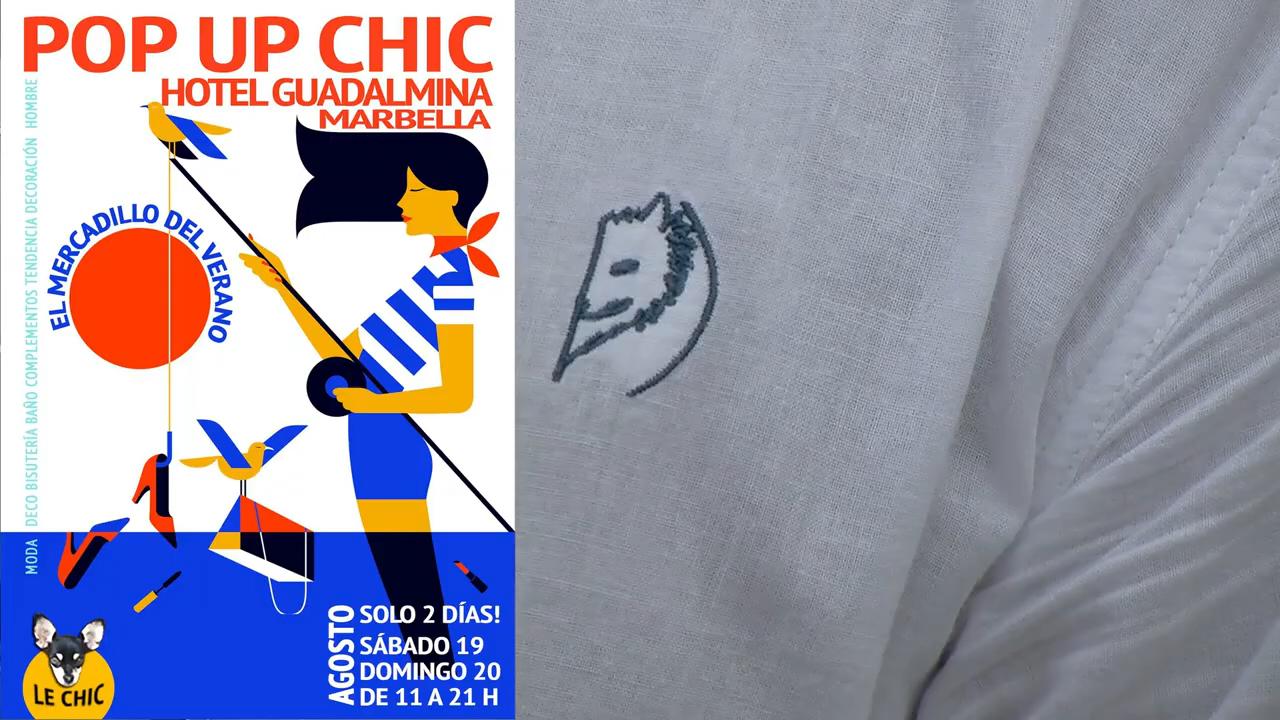 POP UP CHIC
HOTEL GUADALMINA
MARBELLA
EL MERCADILLO DEL VERANO
MODA DECO BISUTERÍA BAÑO COMPLEMENTOS TENDENCIA DECORACIÓN HOMBRE
AGOSTO
SOLO 2 DÍAS!
SÁBADO 19
DOMINGO 20
DE 11 A 21 H
LE CHIC